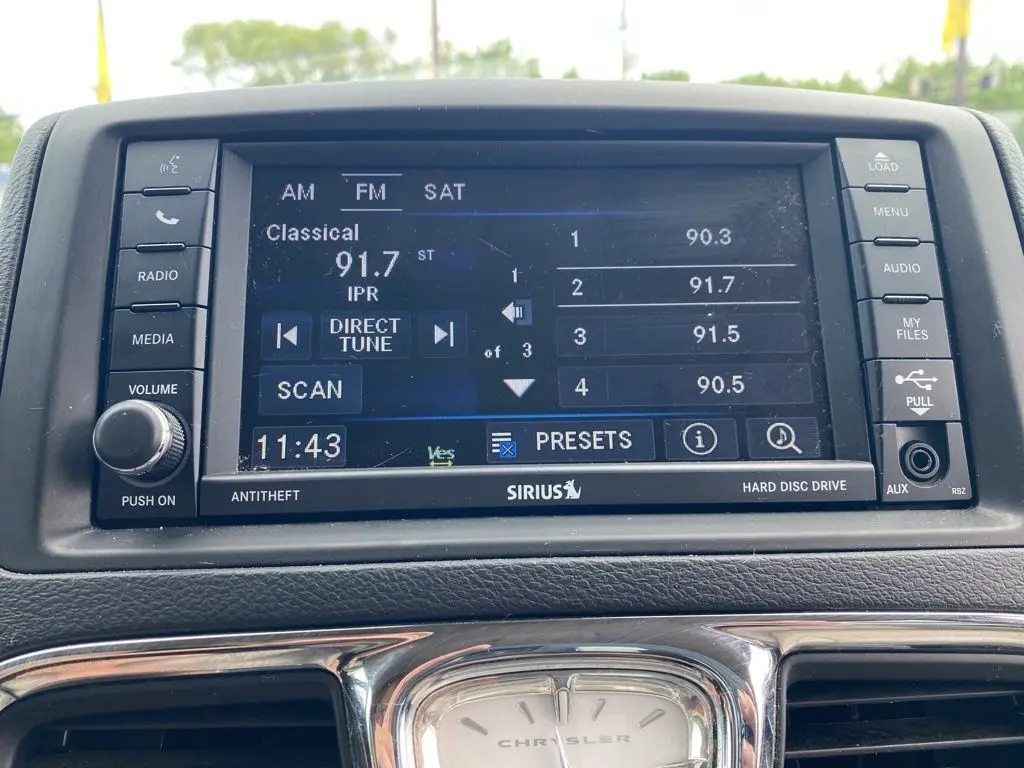 AM FM SAT
Classical
91.7 ST
IPR
DIRECT
TUNE
SCAN
1
of 3
1 90.3
2 91.7
3 91.5
4 90.5
11:43
Ves
PRESETS
RADIO
MEDIA
VOLUME
PUSH ON
LOAD
MENU
AUDIO
MY
FILES
PULL
AUX
RBZ
ANTITHEFT
SIRIUS
HARD DISC DRIVE
CHRYSLER